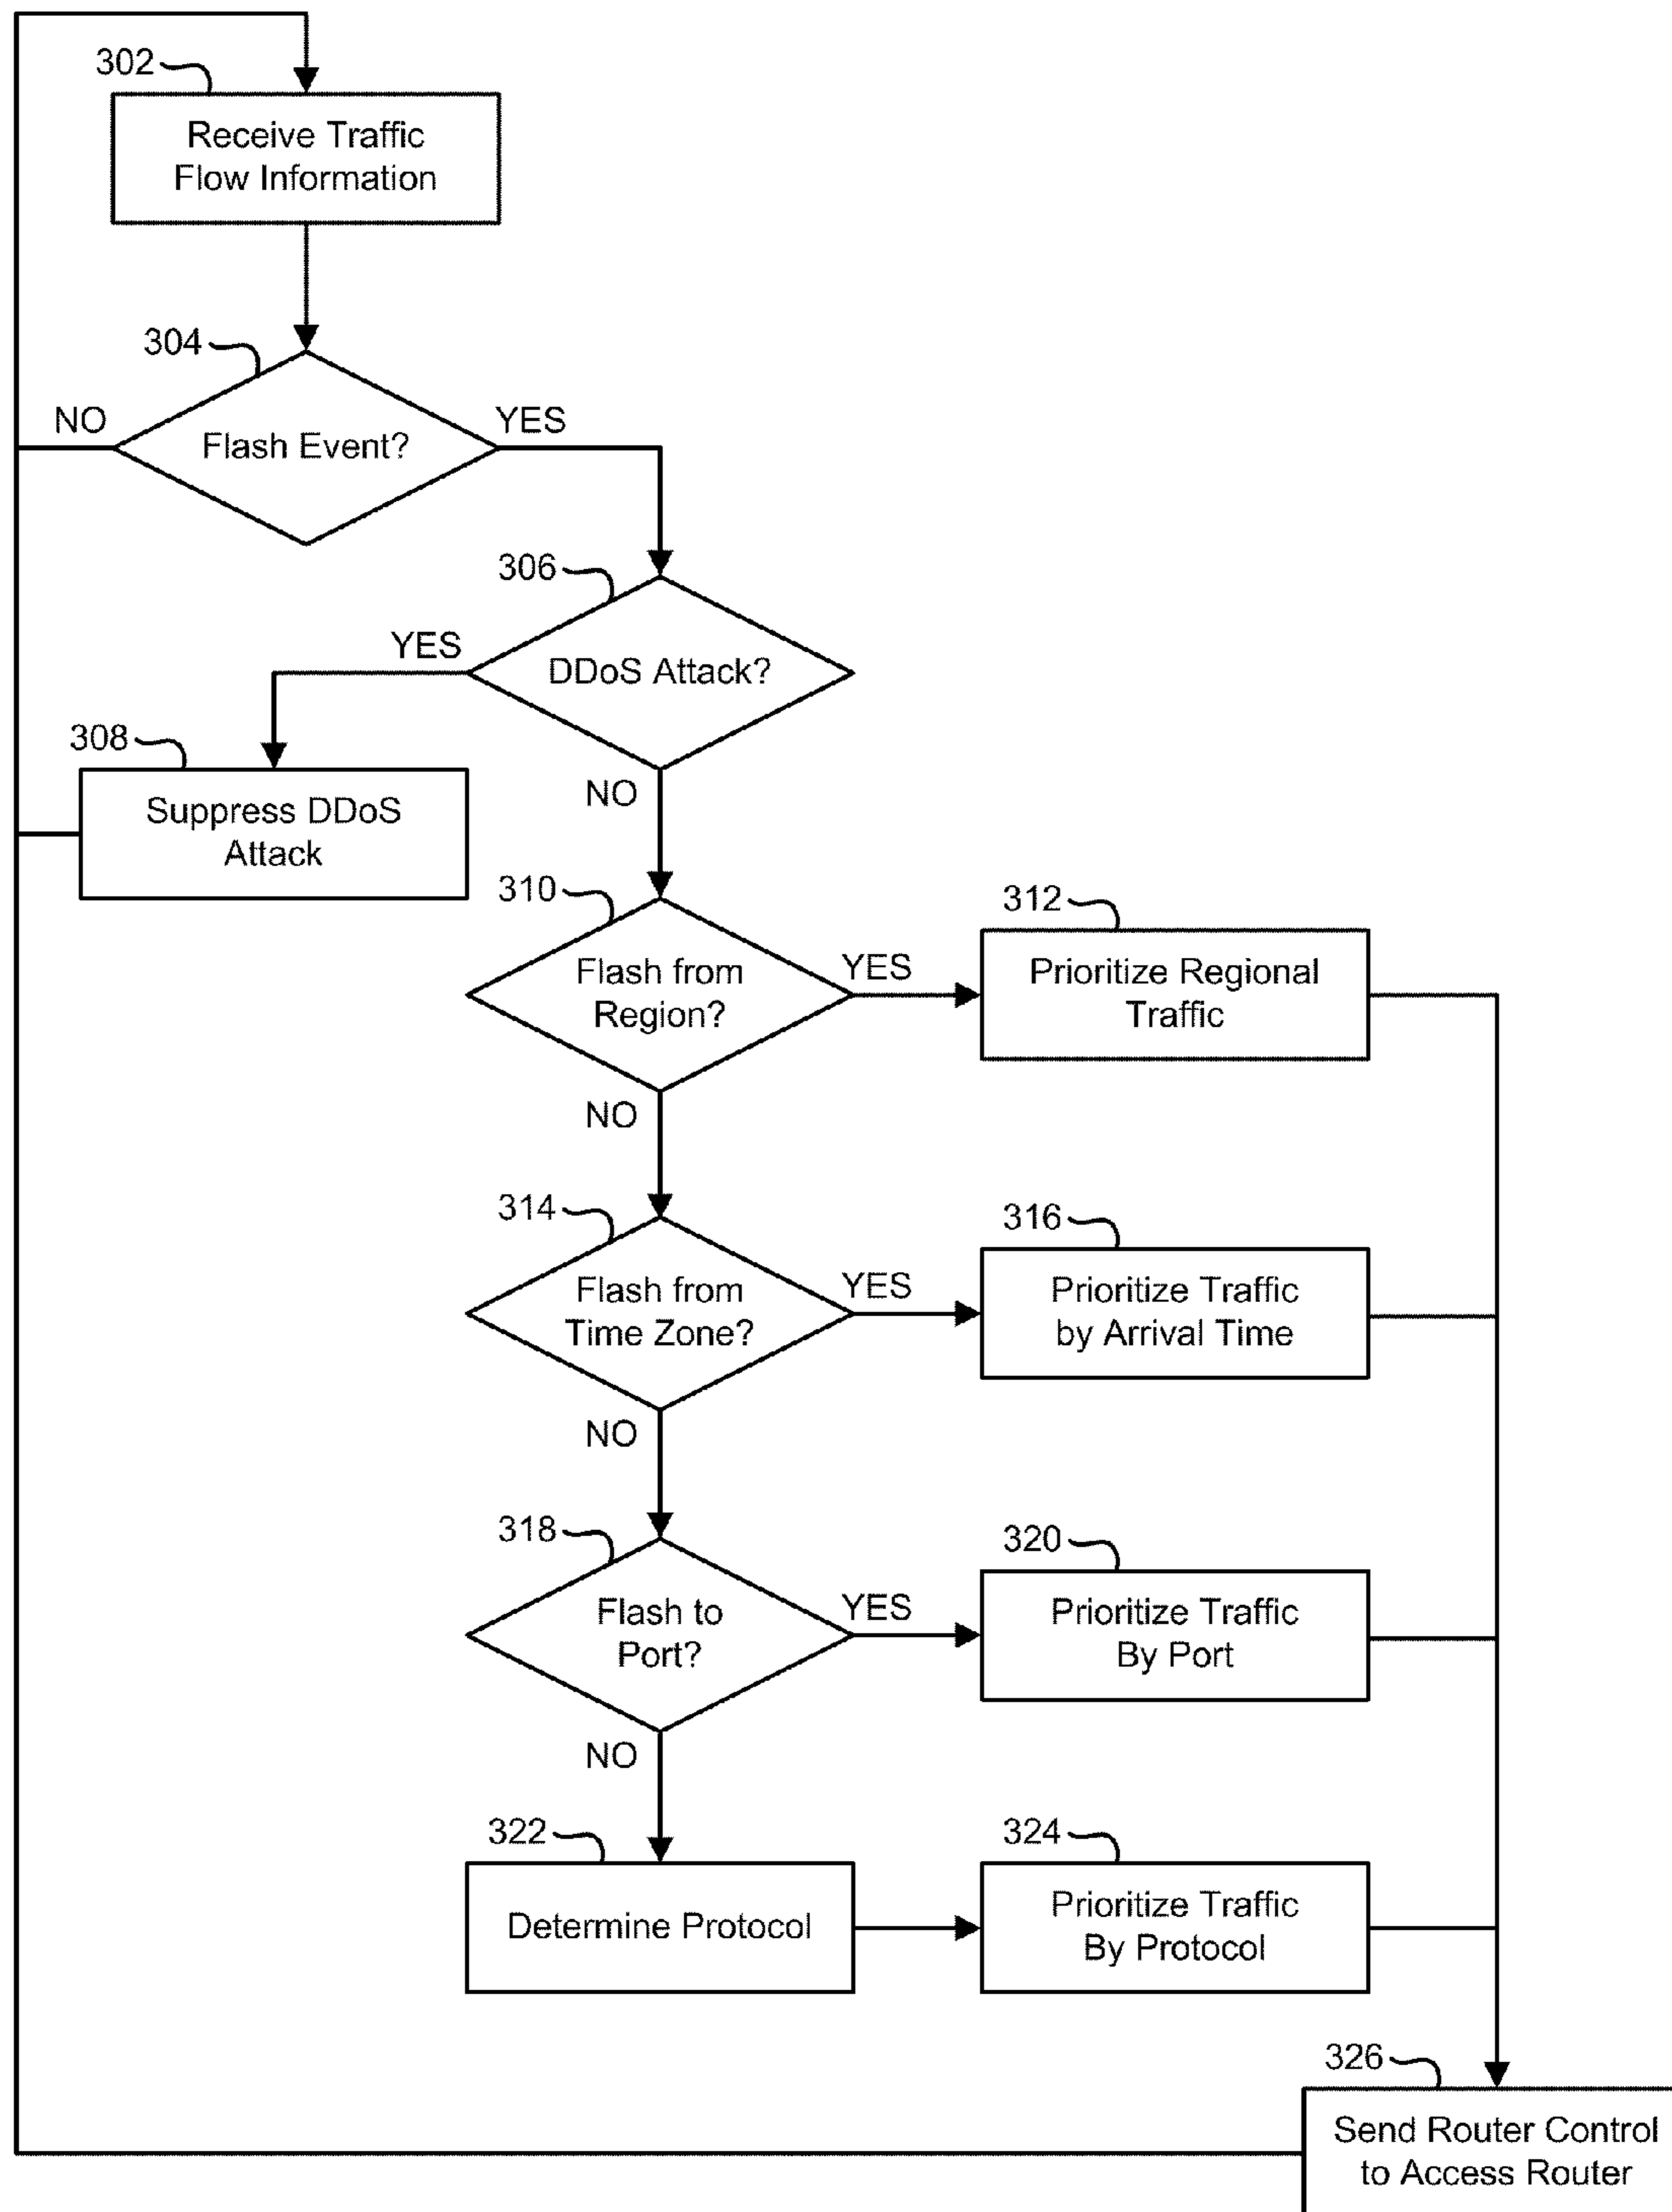 302
Receive Traffic
Flow Information
304
NO
YES
Flash Event?
306
YES
DDoS Attack?
308
NO
Suppress DDoS
Attack
310
312
Flash from
Region?
YES
Prioritize Regional
Traffic
NO
314
316
Flash from
Time Zone?
YES
Prioritize Traffic
by Arrival Time
NO
318
320
Flash to
Port?
YES
Prioritize Traffic
By Port
NO
322
324
Determine Protocol
Prioritize Traffic
By Protocol
326
Send Router Control
to Access Router